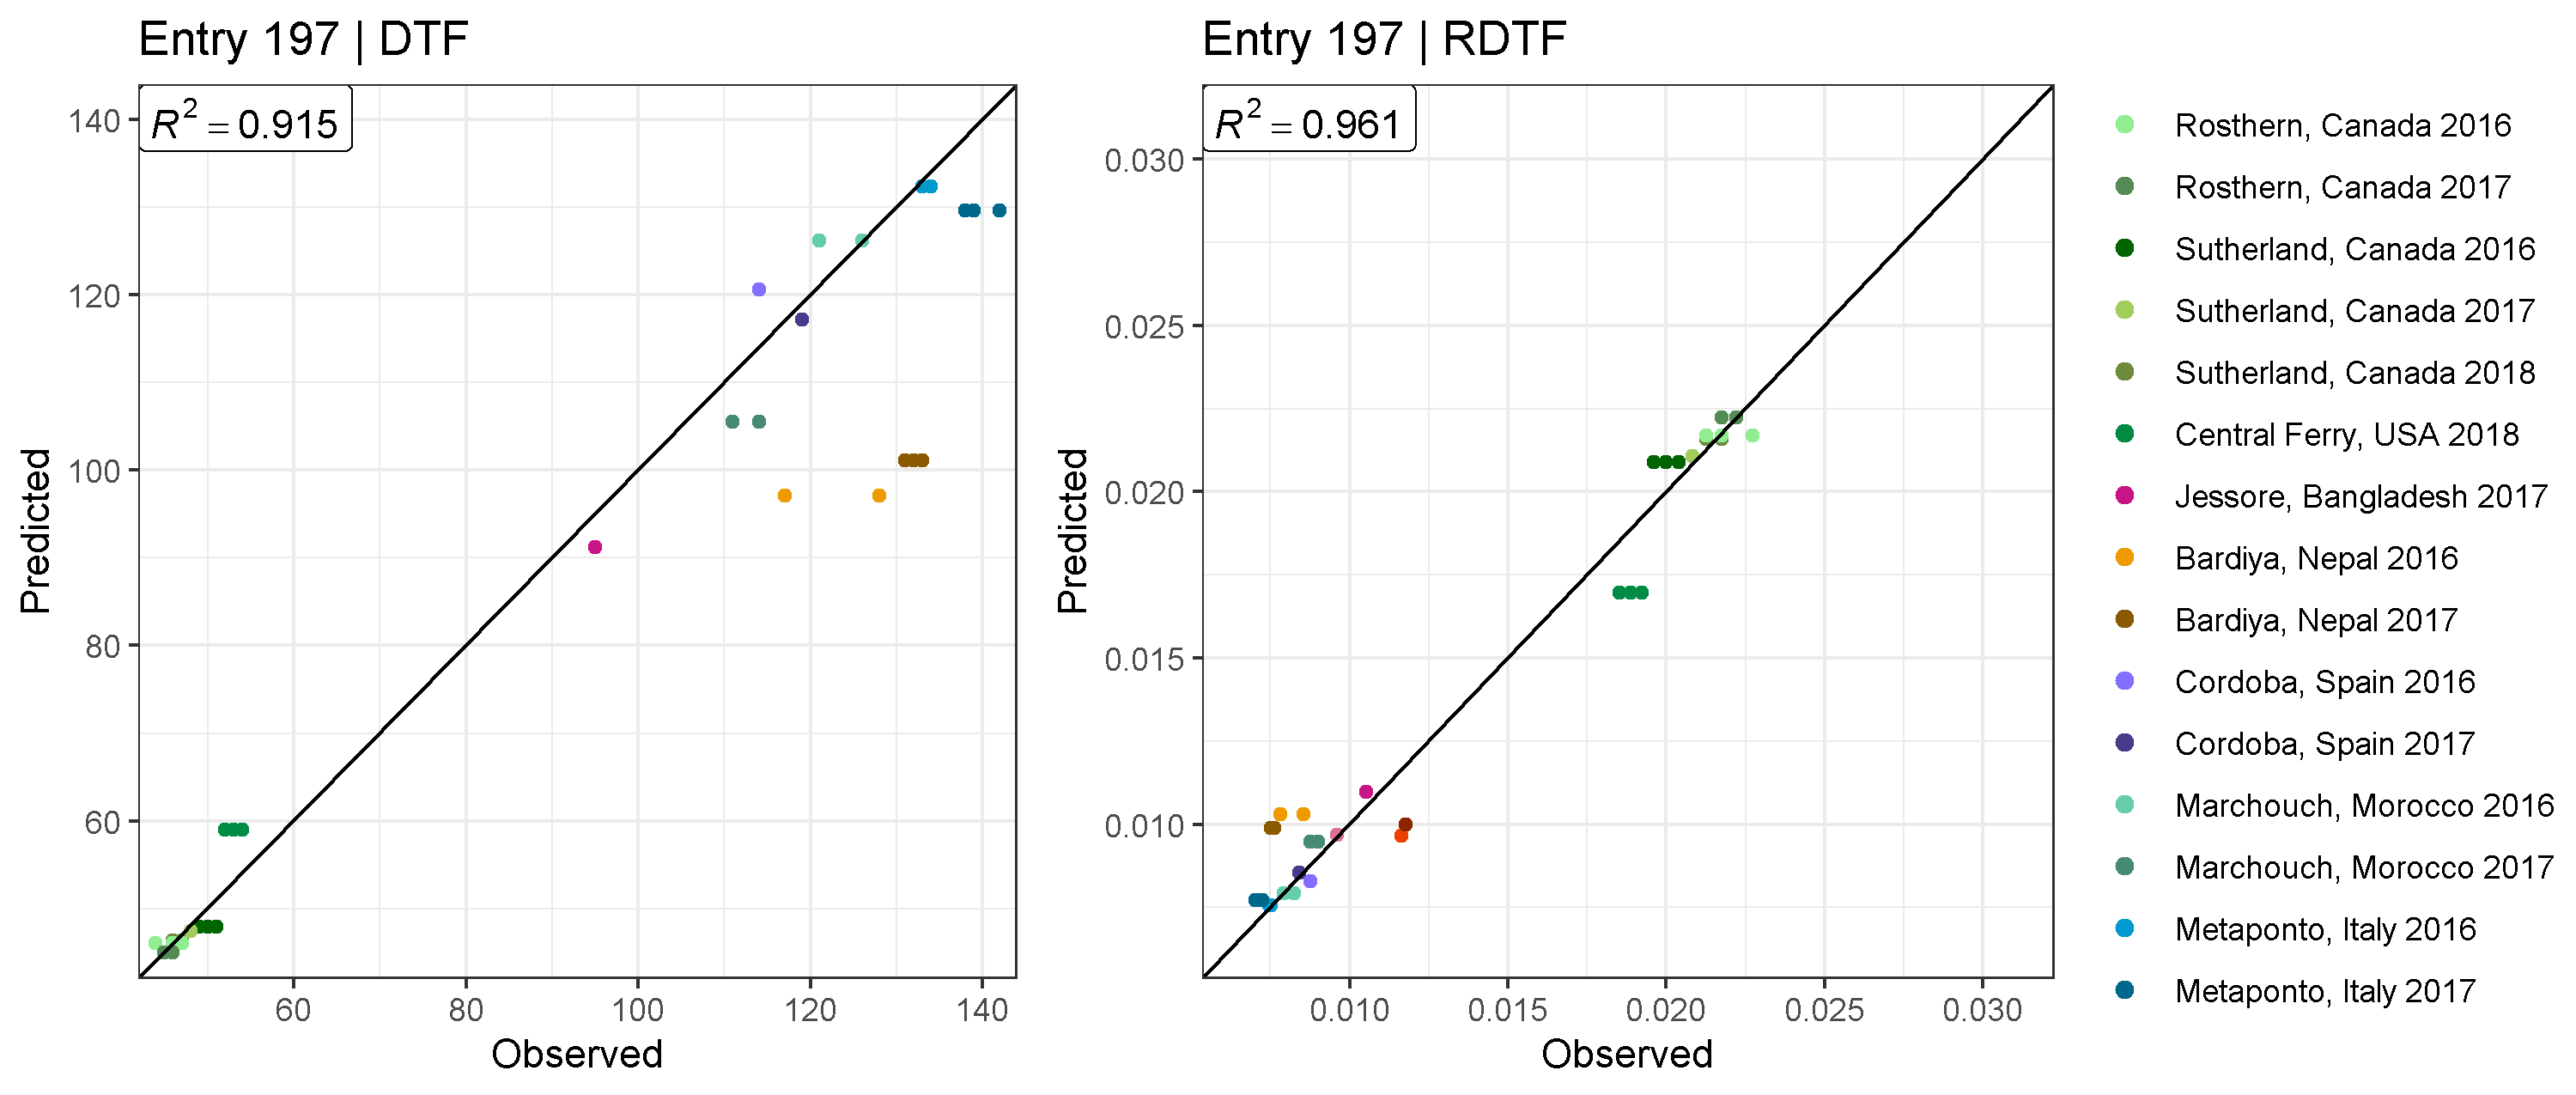 Entry 197 | DTF
R² = 0.915
140
120
100
80
60
60 80 100 120 140
Observed
Predicted
Entry 197 | RDTF
R² = 0.961
0.030
0.025
0.020
0.015
0.010
0.010 0.015 0.020 0.025 0.030
Observed
Predicted
Rosthern, Canada 2016
Rosthern, Canada 2017
Sutherland, Canada 2016
Sutherland, Canada 2017
Sutherland, Canada 2018
Central Ferry, USA 2018
Jessore, Bangladesh 2017
Bardiya, Nepal 2016
Bardiya, Nepal 2017
Cordoba, Spain 2016
Cordoba, Spain 2017
Marchouch, Morocco 2016
Marchouch, Morocco 2017
Metaponto, Italy 2016
Metaponto, Italy 2017